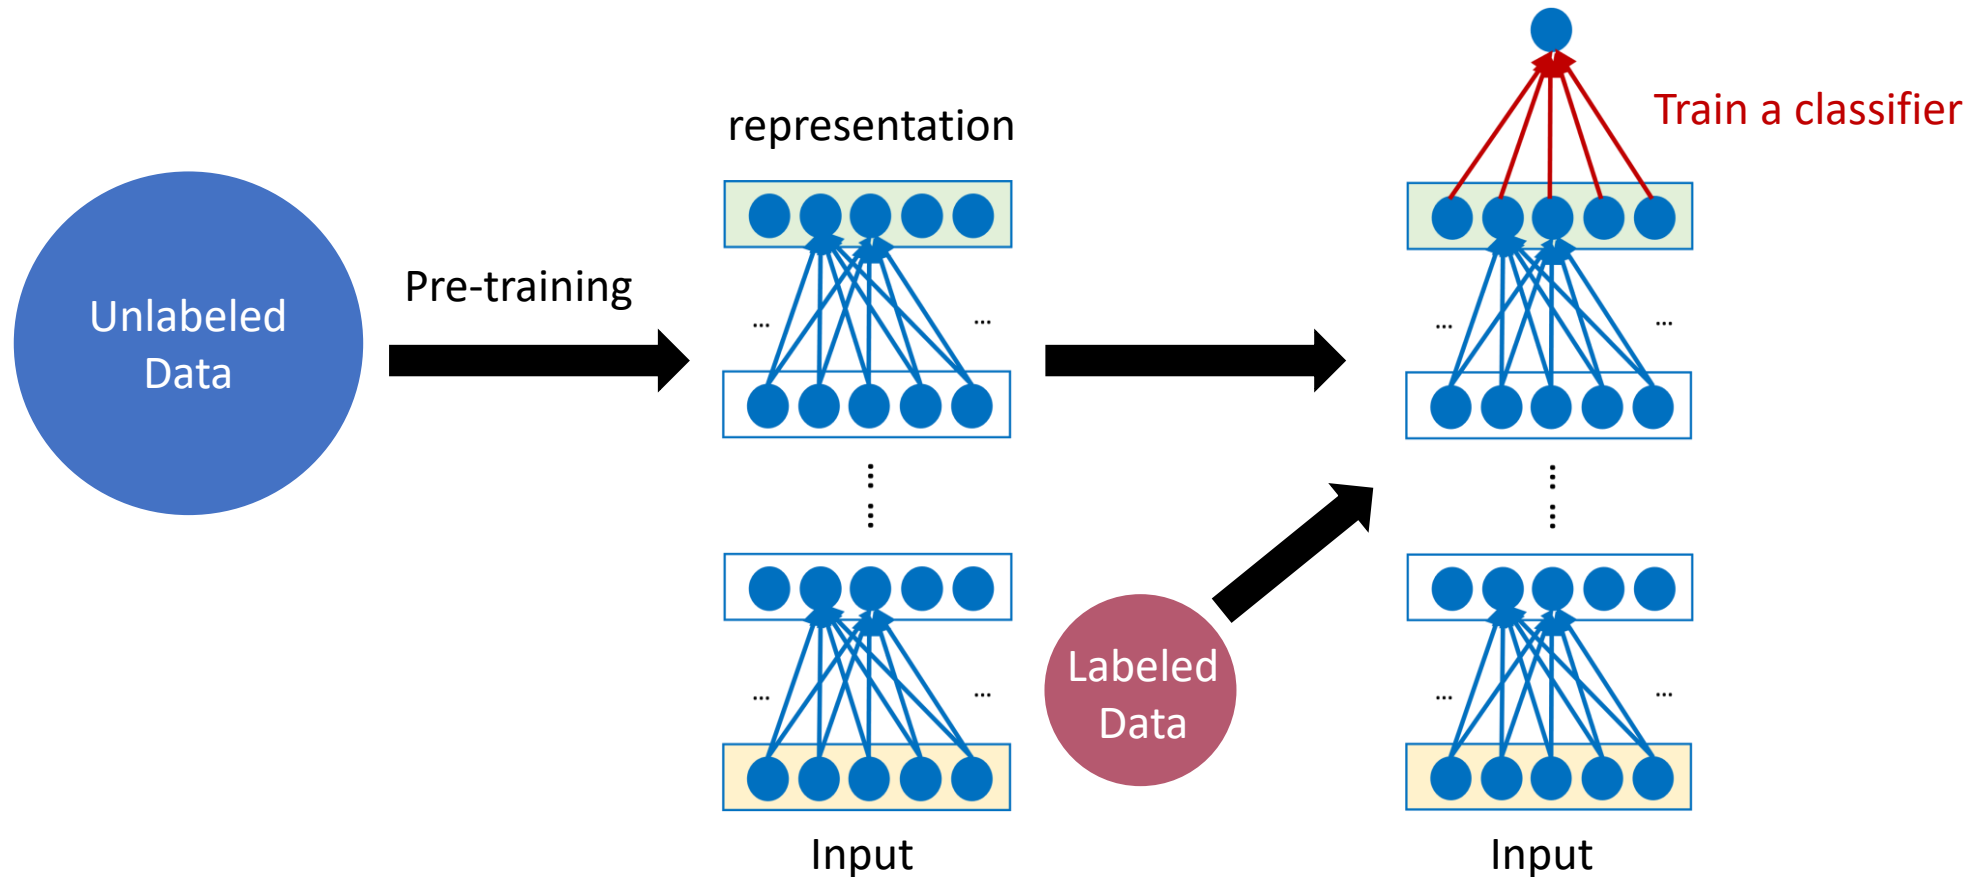 Unlabeled
Data
Pre-training
representation
...
...
Input
Labeled
Data
Train a classifier
...
...
Input